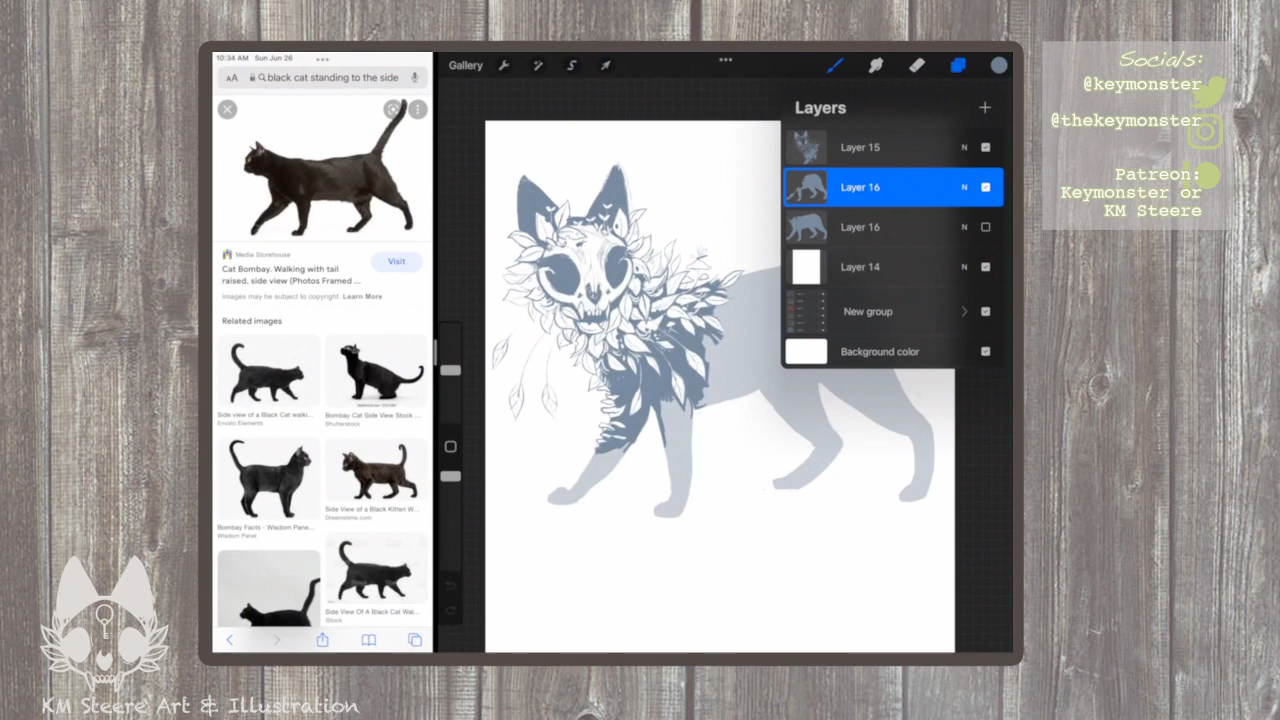 10:34 AM Sun Jun 26
AA black cat standing to the side
Media Storehouse
Cat Bombay. Walking with tail
raised, side view (Photos Framed ...
Visit
Images may be subject to copyright. Learn More
Related images
Side view of a Black Cat walki...
Envato Elements
Bombay Cat Side View Stock ...
Shutterstock
Bombay Facts - Wisdom Pane...
Wisdom Panel
Side View of a Black Kitten W...
Dreamstime.com
Side View Of A Black Cat Wal...
iStock
Gallery
Layers
Layer 15 N
Layer 16 N
Layer 16 N
Layer 14 N
New group
Background color
Socials:
@keymonster
@thekeymonster
Patreon:
Keymonster or
KM Steere
KM Steere Art & Illustration